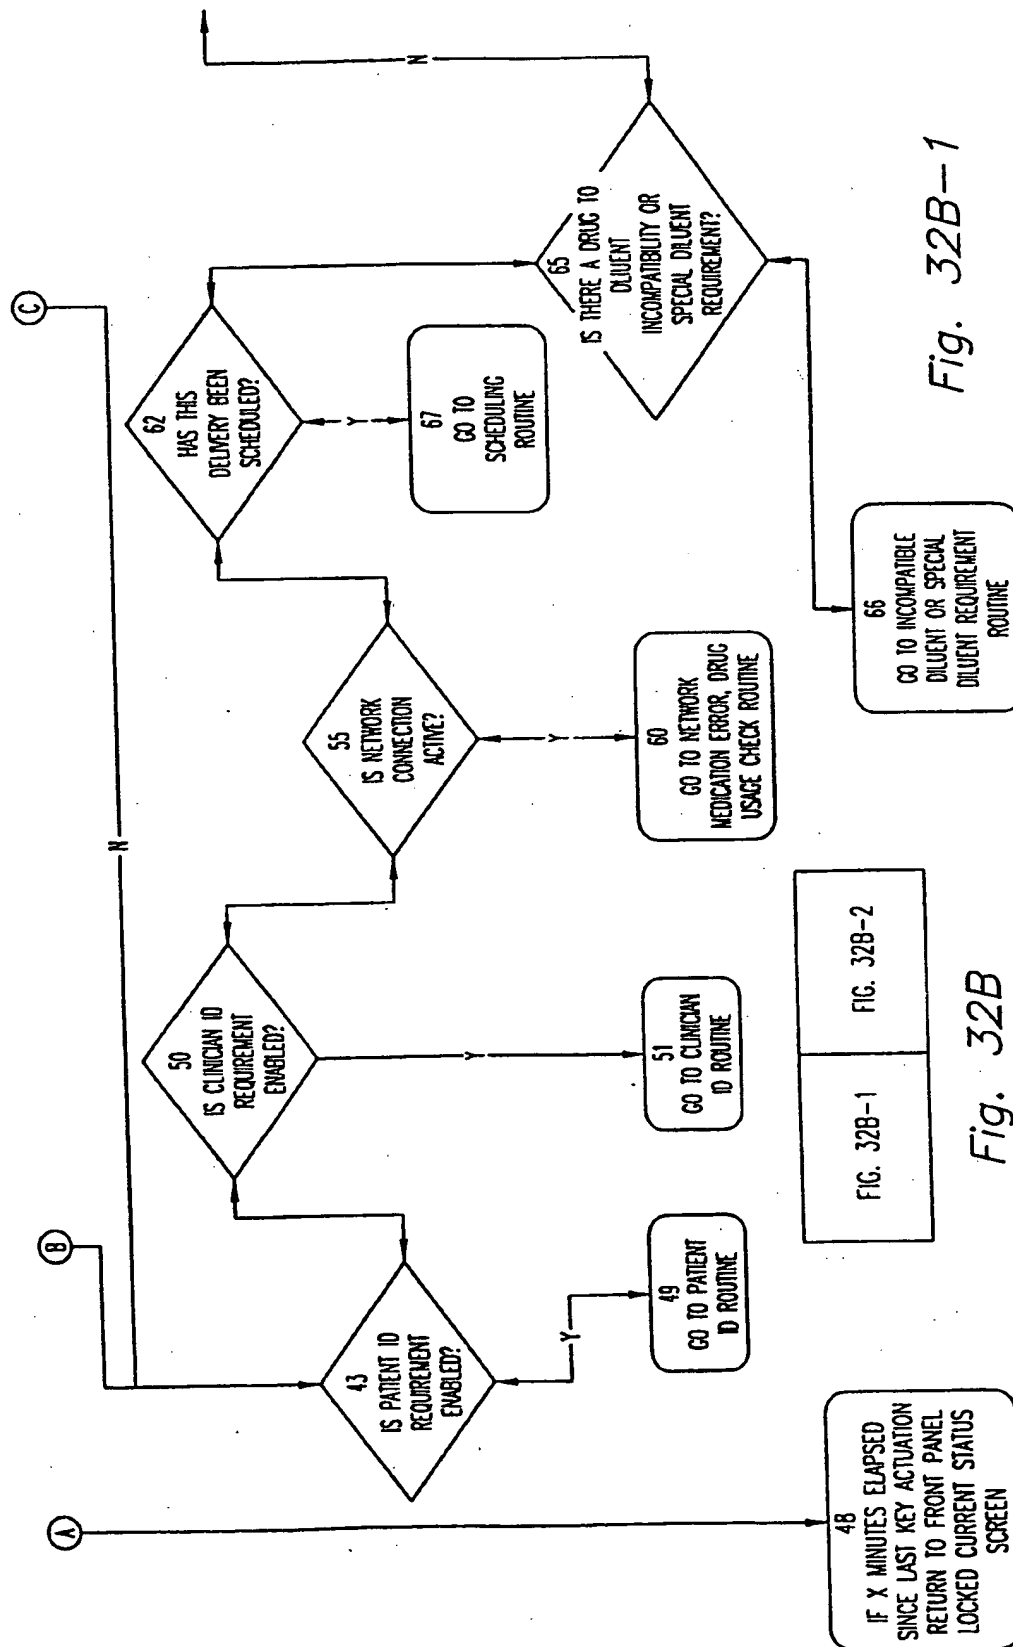 A
48
IF X MINUTES ELAPSED
SINCE LAST KEY ACTUATION
RETURN TO FRONT PANEL
LOCKED CURRENT STATUS
SCREEN
B
43
IS PATIENT ID
REQUIREMENT
ENABLED?
Y
49
GO TO PATIENT
ID ROUTINE
50
IS CLINICIAN ID
REQUIREMENT
ENABLED?
Y
51
GO TO CLINICIAN
ID ROUTINE
55
IS NETWORK
CONNECTION
ACTIVE?
Y
60
GO TO NETWORK
MEDICATION ERROR, DRUG
USAGE CHECK ROUTINE
C
N
62
HAS THIS
DELIVERY BEEN
SCHEDULED?
Y
67
GO TO
SCHEDULING
ROUTINE
65
IS THERE A DRUG TO
DILUENT
INCOMPATIBILITY OR
SPECIAL DILUENT
REQUIREMENT?
N
66
GO TO INCOMPATIBLE
DILUENT OR SPECIAL
DILUENT REQUIREMENT
ROUTINE
FIG. 32B-1
FIG. 32B-2
Fig. 32B
Fig. 32B-1